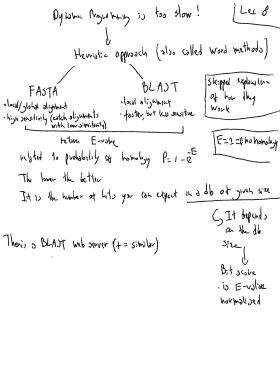 Dynamic Programming is too slow!
Lec 8
Heuristic approach (also called word methods)
FASTA
• local/global alignment
• high sensitivity (catch alignments
with low similarity)
BLAST
• local alignment
• faster, but less sensitive
skipped explanation
of how they
work
return E-value
E=1 => no homology
related to probability of homology P=1-e^-E
The lower the better
It is the number of hits you can expect on a db of given size
It depends
on the db
size
There is a BLAST web server (+ = similar)
Bit score
is E-value
normalized